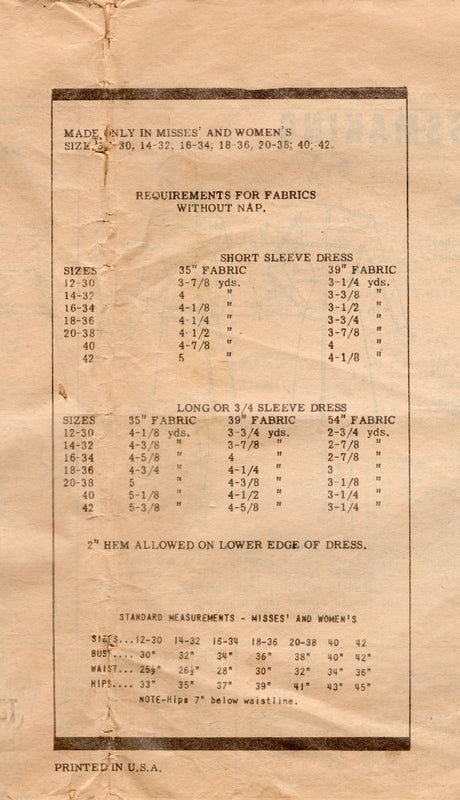 MADE ONLY IN MISSES' AND WOMEN'S
14-32; 16-34; 18-36, 20-38; 40; 42.
REQUIREMENTS FOR FABRICS
WITHOUT NAP.
SHORT SLEEVE DRESS
SIZES 35" FABRIC 39" FABRIC
12-30 3-7/8 yds. 3-1/4 yds.
14-32 4 " 3-3/8 "
16-34 4-1/8 " 3-1/2 "
18-36 4-1/4 " 3-3/4 "
20-38 4-1/2 " 3-7/8 "
40 4-7/8 " 4 "
42 5 " 4-1/8 "
LONG OR 3/4 SLEEVE DRESS
SIZES 35" FABRIC 39" FABRIC 54" FABRIC
12-30 4-1/8 yds. 3-3/4 yds. 2-3/4 yds.
14-32 4-3/8 " 3-7/8 " 2-7/8 "
16-34 4-5/8 " 4 " 2-7/8 "
18-36 4-3/4 " 4-1/4 " 3 "
20-38 5 " 4-3/8 " 3-1/8 "
40 5-1/8 " 4-1/2 " 3-1/4 "
42 5-3/8 " 4-5/8 " 3-1/4 "
2" HEM ALLOWED ON LOWER EDGE OF DRESS.
STANDARD MEASUREMENTS - MISSES' AND WOMEN'S
SIZES...12-30 14-32 16-34 18-36 20-38 40 42
BUST.... 30" 32" 34" 36" 38" 40" 42"
WAIST... 25½" 26½" 28" 30" 32" 34" 36"
HIPS.... 33" 35" 37" 39" 41" 43" 45"
NOTE-Hips 7" below waistline.
PRINTED IN U.S.A.